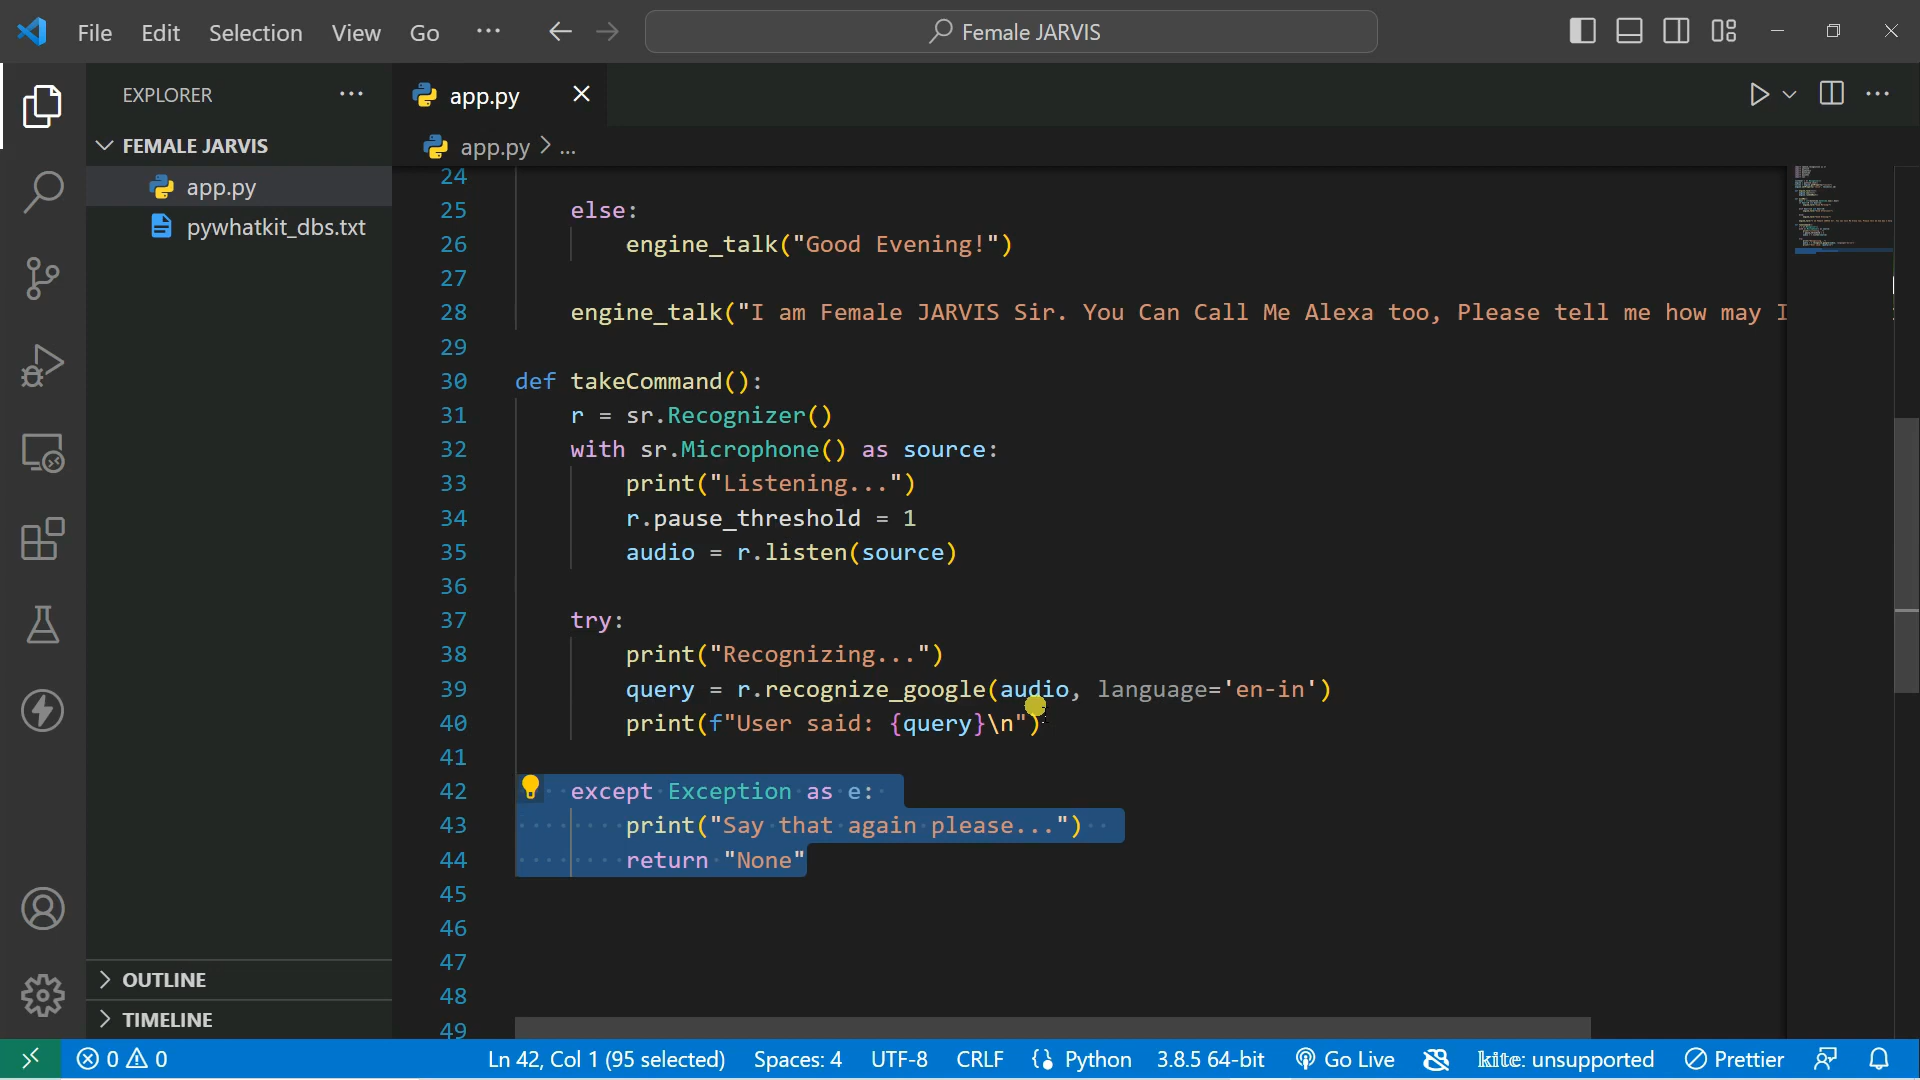 File Edit Selection View Go ··· Female JARVIS
EXPLORER ···
FEMALE JARVIS
app.py
pywhatkit_dbs.txt
OUTLINE
TIMELINE
app.py
app.py > ...
24
25 else:
26 engine_talk("Good Evening!")
27
28 engine_talk("I am Female JARVIS Sir. You Can Call Me Alexa too, Please tell me how may I
29
30 def takeCommand():
31 r = sr.Recognizer()
32 with sr.Microphone() as source:
33 print("Listening...")
34 r.pause_threshold = 1
35 audio = r.listen(source)
36
37 try:
38 print("Recognizing...")
39 query = r.recognize_google(audio, language='en-in')
40 print(f"User said: {query}\n")
41
42 except Exception as e:
43 print("Say that again please...")
44 return "None"
45
46
47
48
49
0 0 Ln 42, Col 1 (95 selected) Spaces: 4 UTF-8 CRLF Python 3.8.5 64-bit Go Live kite: unsupported Prettier